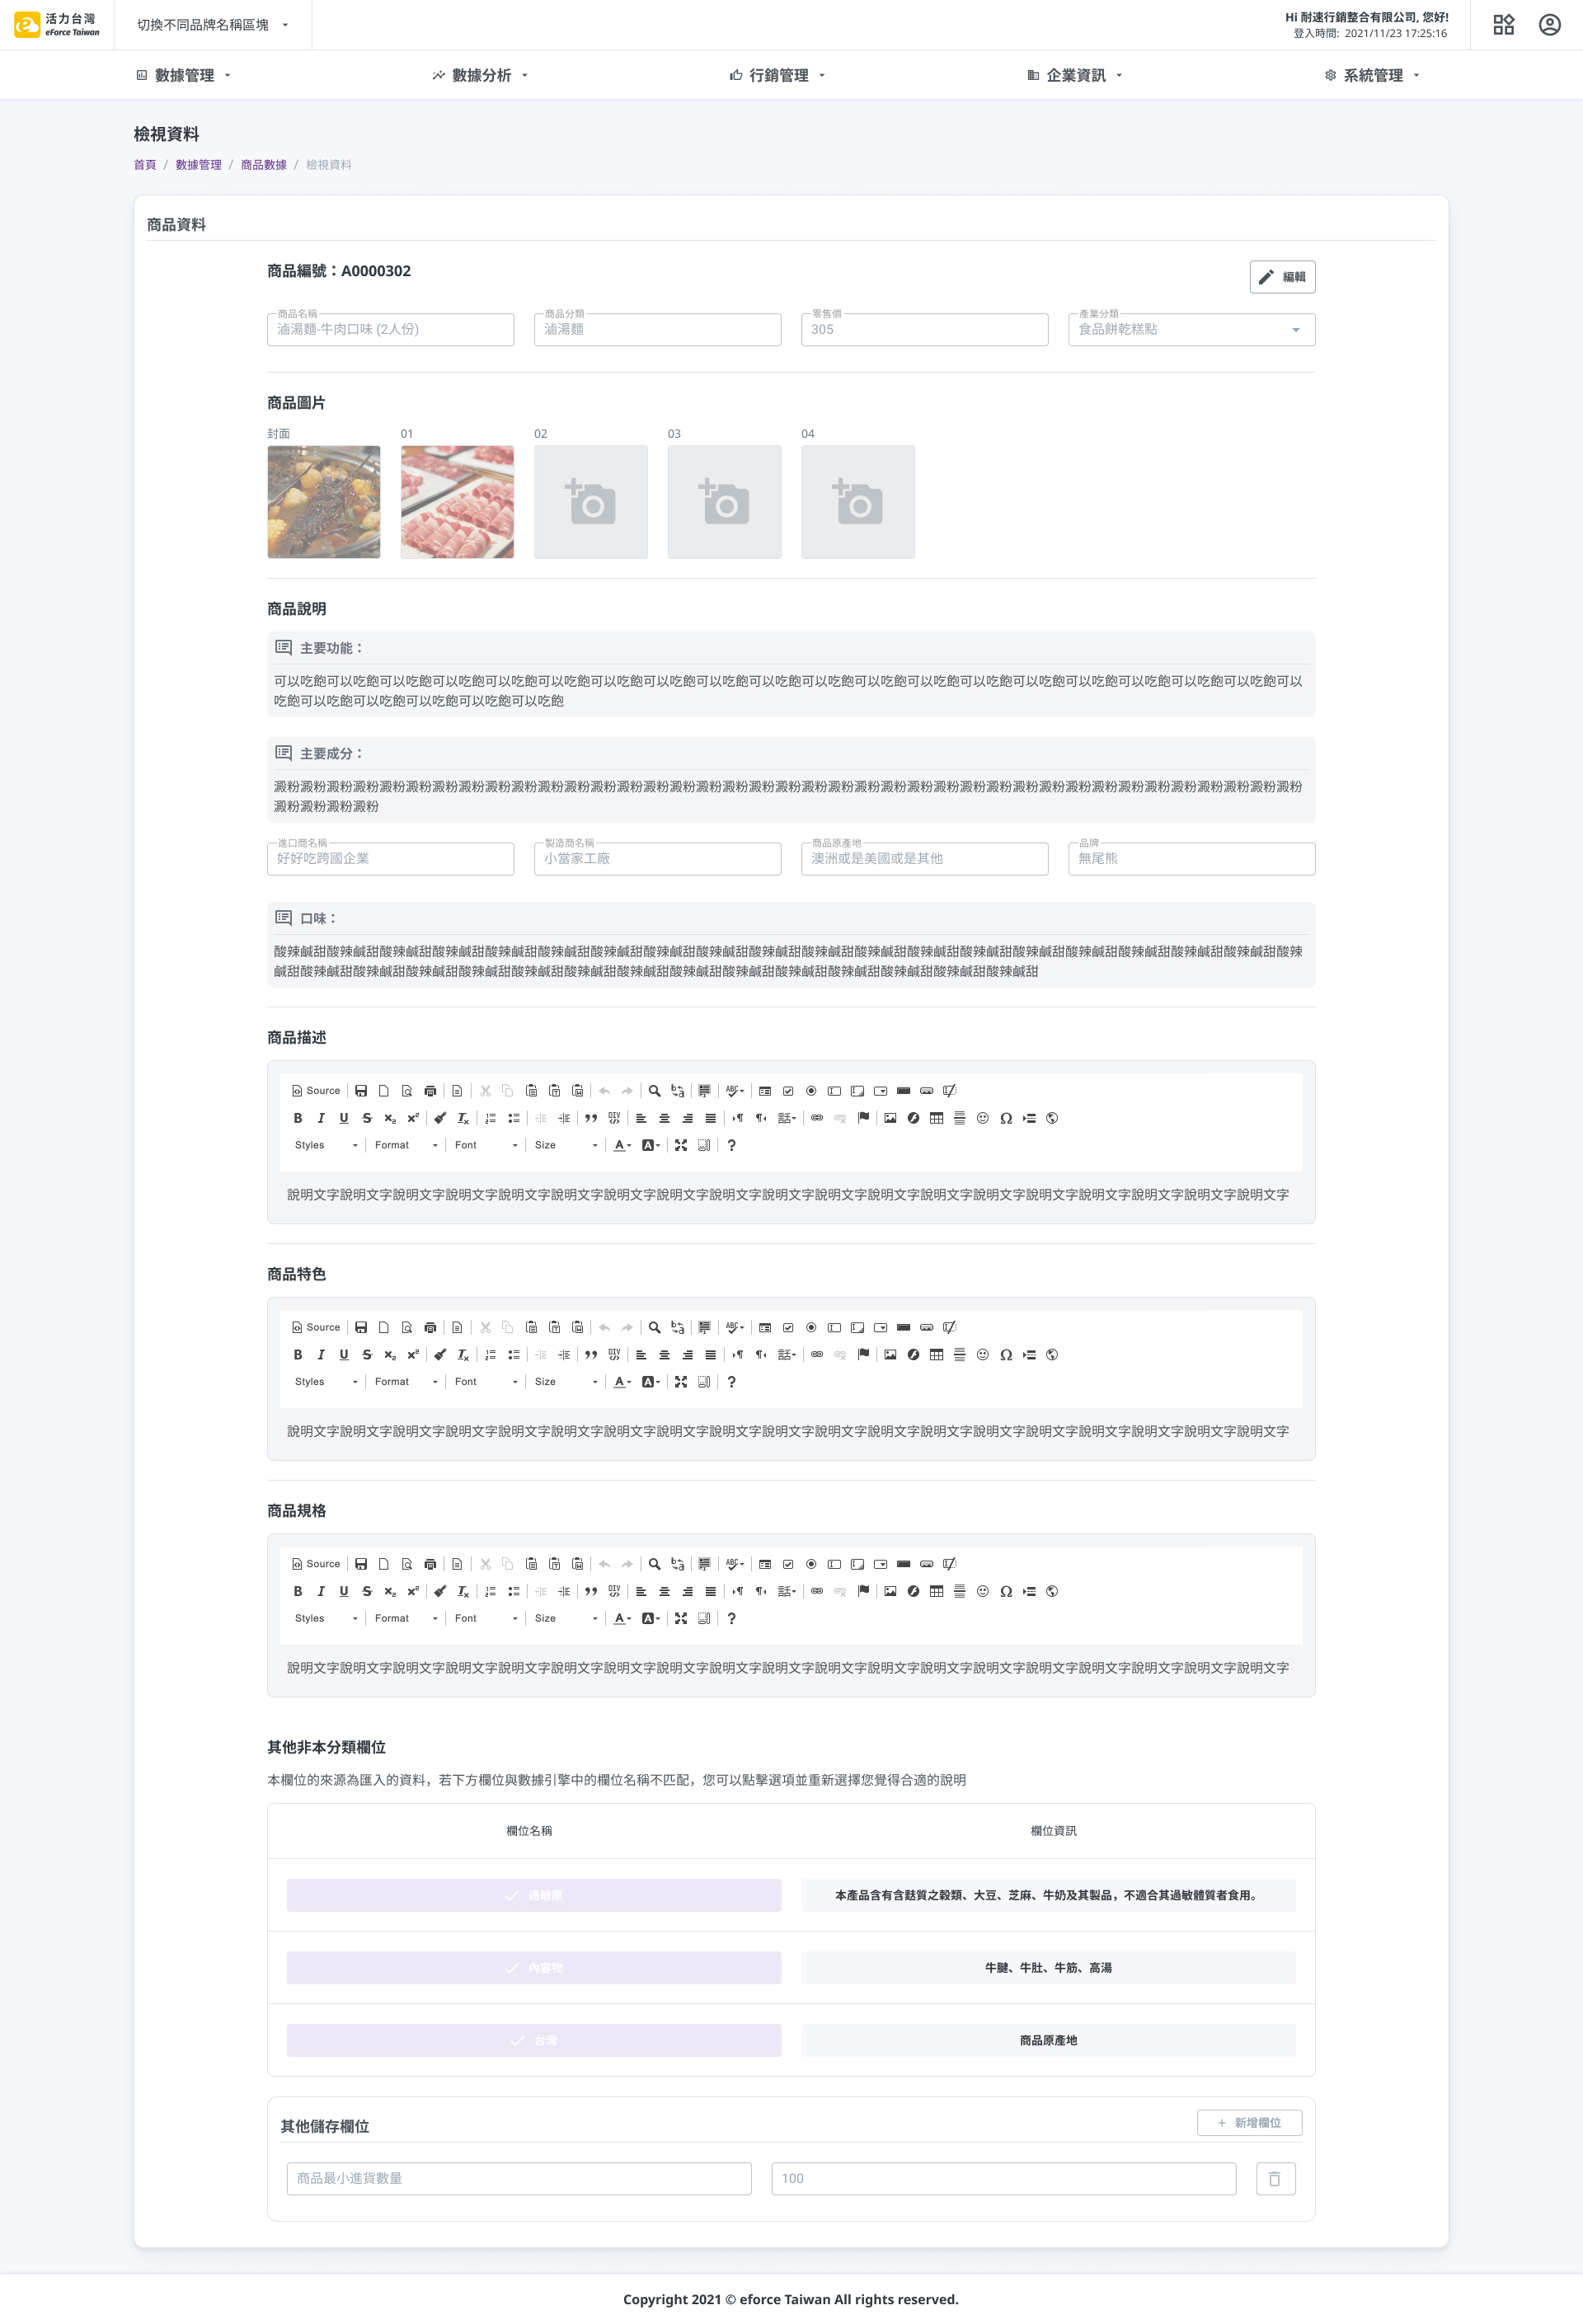 活力台灣
eForce Taiwan
切換不同品牌名稱區塊
Hi 耐速行銷整合有限公司, 您好!
登入時間: 2021/11/23 17:25:16
數據管理
數據分析
行銷管理
企業資訊
系統管理
檢視資料
首頁 / 數據管理 / 商品數據 / 檢視資料
商品資料
商品編號：A0000302
編輯
商品名稱
滷湯麵-牛肉口味 (2人份)
商品分類
滷湯麵
零售價
305
產業分類
食品餅乾糕點
商品圖片
封面
01
02
03
04
商品說明
主要功能：
可以吃飽可以吃飽可以吃飽可以吃飽可以吃飽可以吃飽可以吃飽可以吃飽可以吃飽可以吃飽可以吃飽可以吃飽可以吃飽可以吃飽可以吃飽可以吃飽可以吃飽可以吃飽可以吃飽可以
吃飽可以吃飽可以吃飽可以吃飽可以吃飽可以吃飽
主要成分：
澱粉澱粉澱粉澱粉澱粉澱粉澱粉澱粉澱粉澱粉澱粉澱粉澱粉澱粉澱粉澱粉澱粉澱粉澱粉澱粉澱粉澱粉澱粉澱粉澱粉澱粉澱粉澱粉澱粉澱粉澱粉澱粉澱粉澱粉澱粉澱粉澱粉澱粉澱粉
澱粉澱粉澱粉澱粉
進口商名稱
好好吃跨國企業
製造商名稱
小當家工廠
商品原產地
澳洲或是美國或是其他
品牌
無尾熊
口味：
酸辣鹹甜酸辣鹹甜酸辣鹹甜酸辣鹹甜酸辣鹹甜酸辣鹹甜酸辣鹹甜酸辣鹹甜酸辣鹹甜酸辣鹹甜酸辣鹹甜酸辣鹹甜酸辣鹹甜酸辣鹹甜酸辣鹹甜酸辣鹹甜酸辣鹹甜酸辣鹹甜酸辣鹹甜酸辣
鹹甜酸辣鹹甜酸辣鹹甜酸辣鹹甜酸辣鹹甜酸辣鹹甜酸辣鹹甜酸辣鹹甜酸辣鹹甜酸辣鹹甜酸辣鹹甜酸辣鹹甜酸辣鹹甜酸辣鹹甜酸辣鹹甜
商品描述
Source
Styles Format Font Size
說明文字說明文字說明文字說明文字說明文字說明文字說明文字說明文字說明文字說明文字說明文字說明文字說明文字說明文字說明文字說明文字說明文字說明文字說明文字
商品特色
Source
Styles Format Font Size
說明文字說明文字說明文字說明文字說明文字說明文字說明文字說明文字說明文字說明文字說明文字說明文字說明文字說明文字說明文字說明文字說明文字說明文字說明文字
商品規格
Source
Styles Format Font Size
說明文字說明文字說明文字說明文字說明文字說明文字說明文字說明文字說明文字說明文字說明文字說明文字說明文字說明文字說明文字說明文字說明文字說明文字說明文字
其他非本分類欄位
本欄位的來源為匯入的資料，若下方欄位與數據引擎中的欄位名稱不匹配，您可以點擊選項並重新選擇您覺得合適的說明
欄位名稱
欄位資訊
過敏原
本產品含有含麩質之穀類、大豆、芝麻、牛奶及其製品，不適合其過敏體質者食用。
內容物
牛腱、牛肚、牛筋、高湯
台灣
商品原產地
其他儲存欄位
新增欄位
商品最小進貨數量
100
Copyright 2021 © eforce Taiwan All rights reserved.